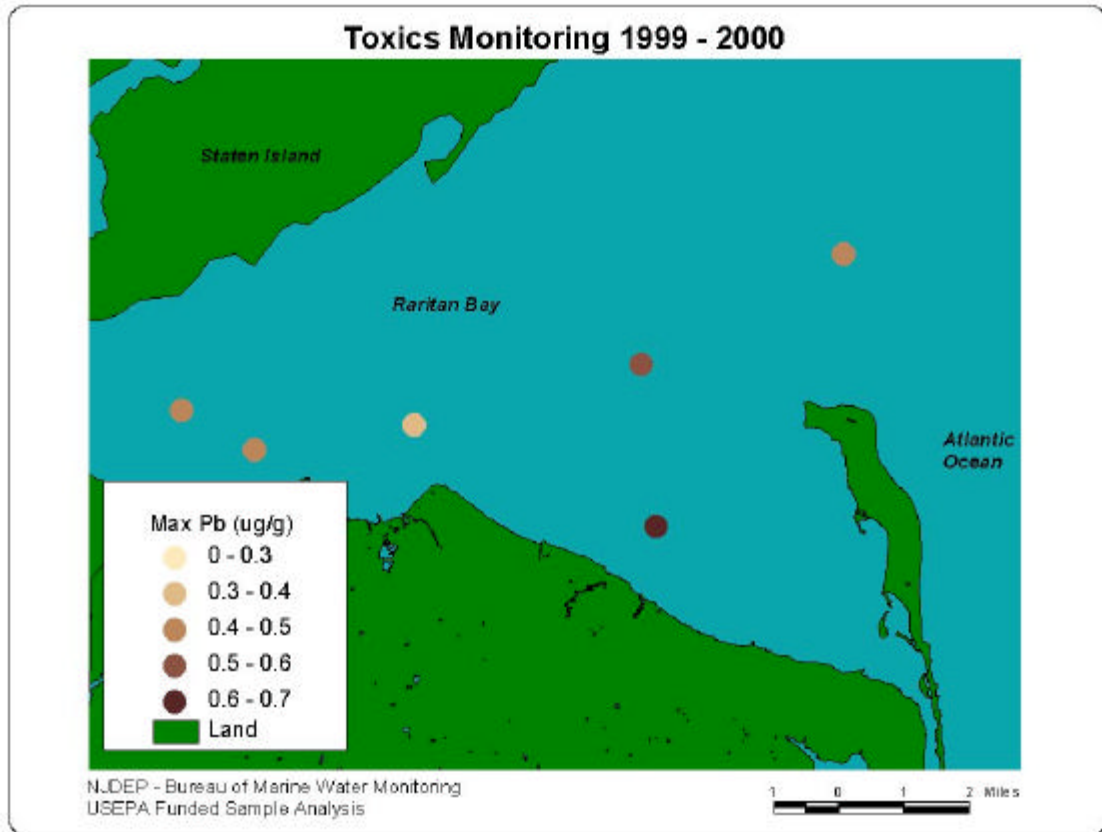 Toxics Monitoring 1999 - 2000
Staten Island
Raritan Bay
Atlantic
Ocean
Max Pb (ug/g)
0 - 0.3
0.3 - 0.4
0.4 - 0.5
0.5 - 0.6
0.6 - 0.7
Land
NJDEP - Bureau of Marine Water Monitoring
USEPA Funded Sample Analysis
1 0 1 2 Miles